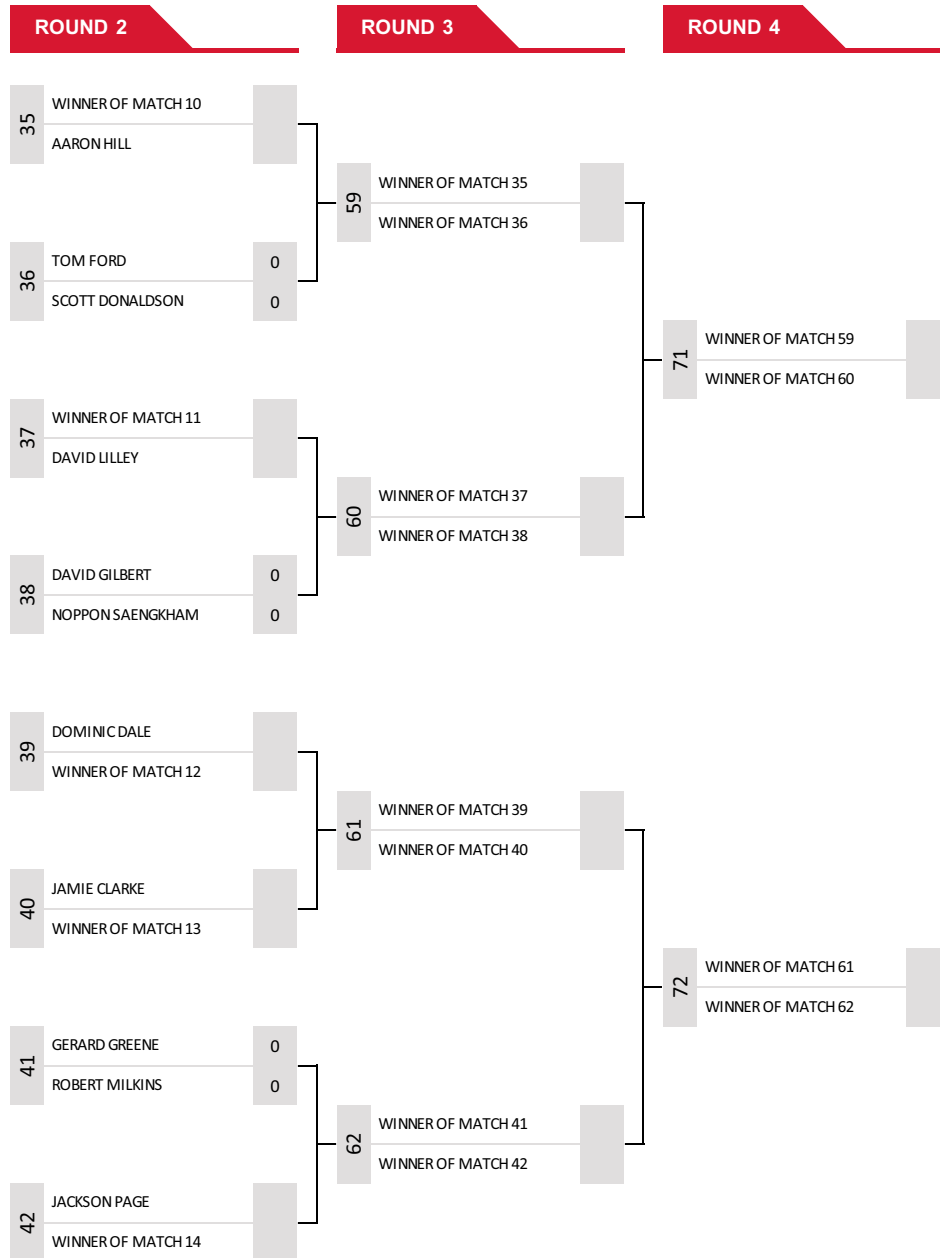 ROUND 2
ROUND 3
ROUND 4
35
WINNER OF MATCH 10
AARON HILL
36
TOM FORD 0
SCOTT DONALDSON 0
59
WINNER OF MATCH 35
WINNER OF MATCH 36
37
WINNER OF MATCH 11
DAVID LILLEY
38
DAVID GILBERT 0
NOPPON SAENGKHAM 0
60
WINNER OF MATCH 37
WINNER OF MATCH 38
71
WINNER OF MATCH 59
WINNER OF MATCH 60
39
DOMINIC DALE
WINNER OF MATCH 12
40
JAMIE CLARKE
WINNER OF MATCH 13
61
WINNER OF MATCH 39
WINNER OF MATCH 40
41
GERARD GREENE 0
ROBERT MILKINS 0
42
JACKSON PAGE
WINNER OF MATCH 14
62
WINNER OF MATCH 41
WINNER OF MATCH 42
72
WINNER OF MATCH 61
WINNER OF MATCH 62